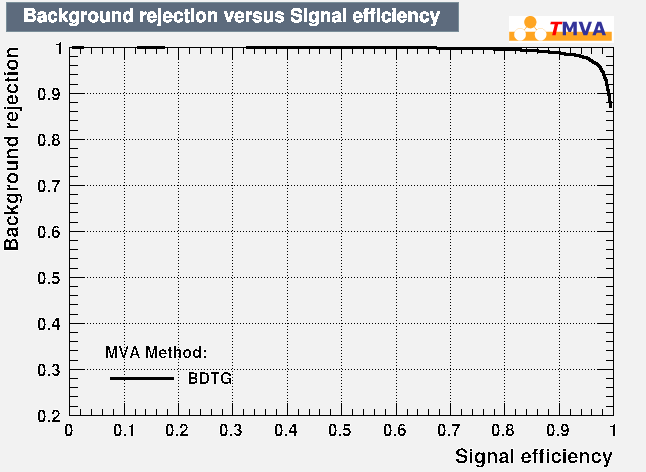 Background rejection versus Signal efficiency
TMVA
Background rejection
1
0.9
0.8
0.7
0.6
0.5
0.4
0.3
0.2
MVA Method:
BDTG
0 0.1 0.2 0.3 0.4 0.5 0.6 0.7 0.8 0.9 1
Signal efficiency